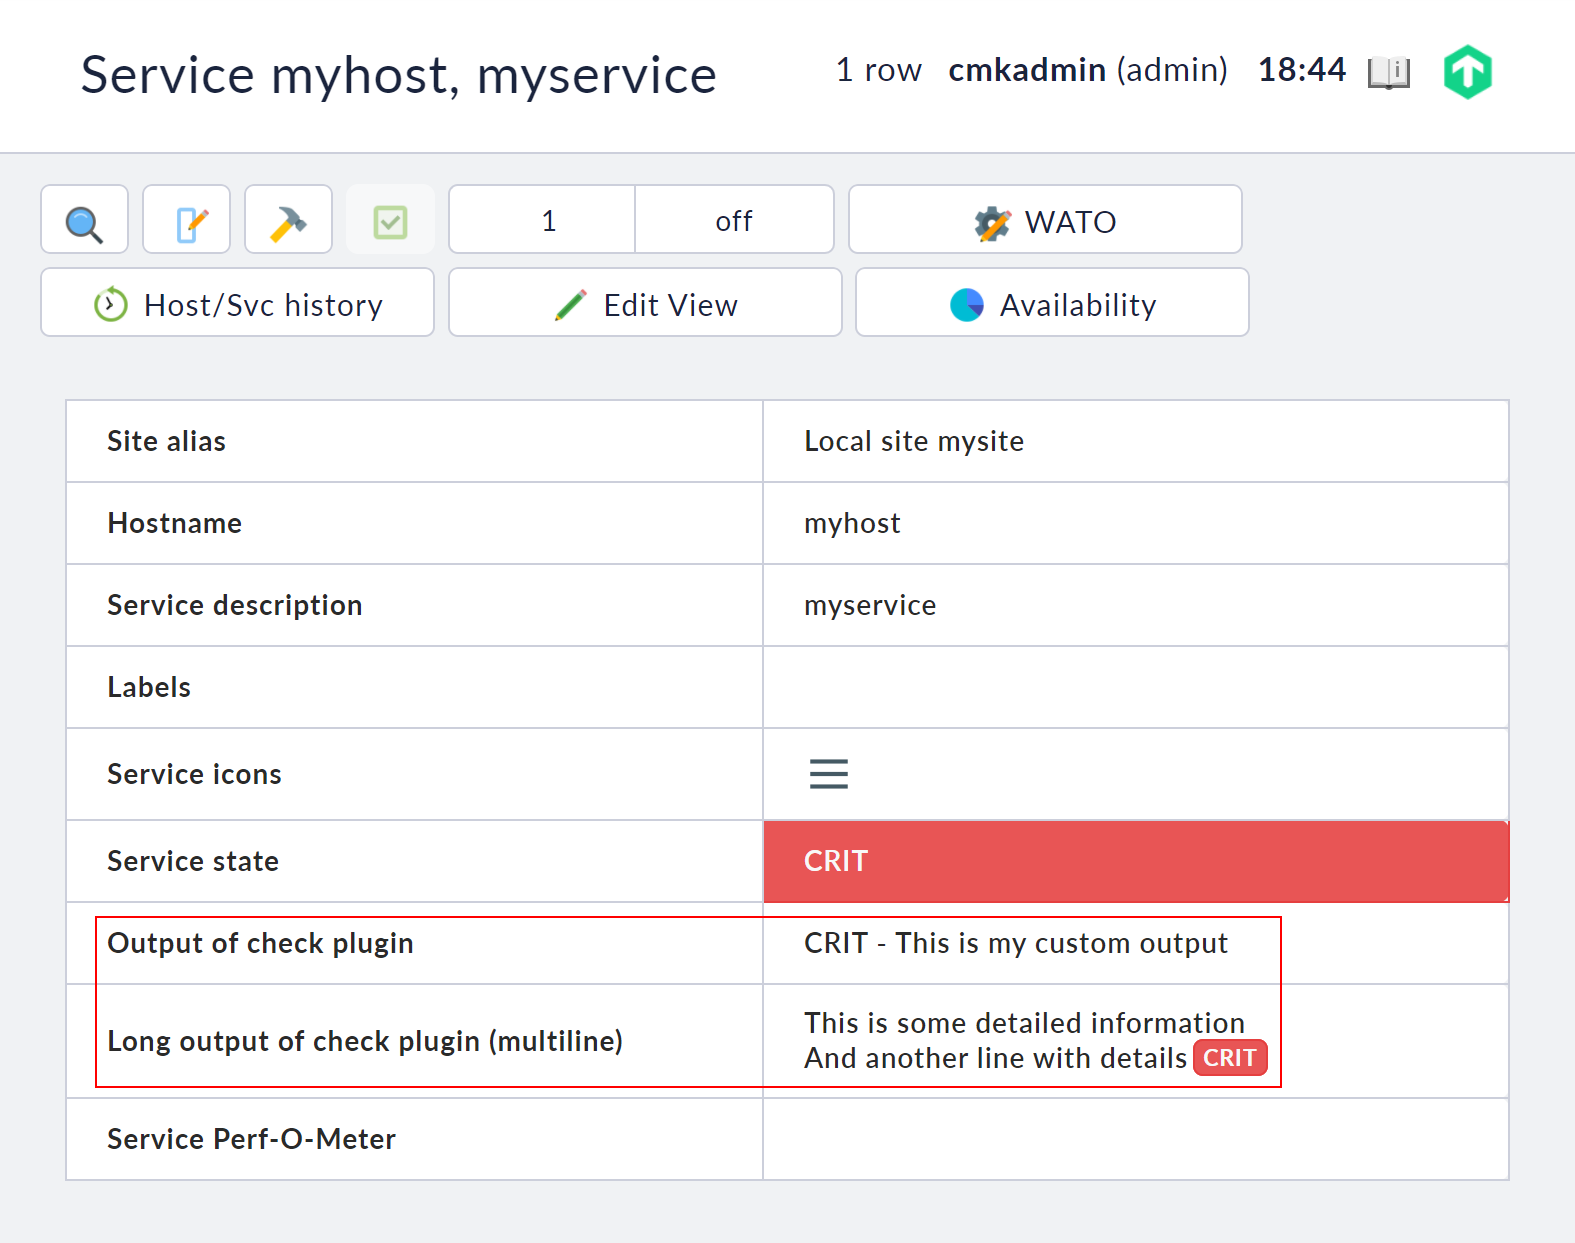 Service myhost, myservice
1 row cmkadmin (admin) 18:44
1 off WATO
Host/Svc history Edit View Availability
Site alias Local site mysite
Hostname myhost
Service description myservice
Labels
Service icons
Service state CRIT
Output of check plugin CRIT - This is my custom output
Long output of check plugin (multiline) This is some detailed information
And another line with details CRIT
Service Perf-O-Meter